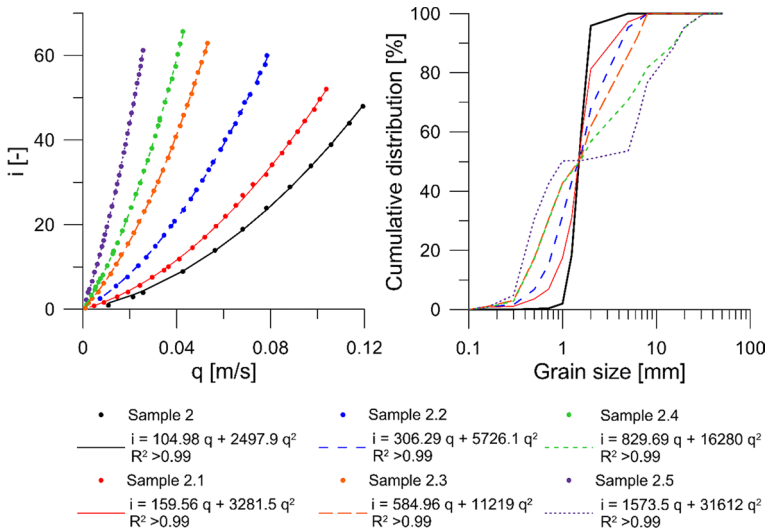 60
40
20
0
i [-]
0
0.04
0.08
0.12
q [m/s]
100
80
60
40
20
0
Cumulative distribution [%]
0.1
1
10
100
Grain size [mm]
Sample 2
i = 104.98 q + 2497.9 q²
R² >0.99
Sample 2.2
i = 306.29 q + 5726.1 q²
R² >0.99
Sample 2.4
i = 829.69 q + 16280 q²
R² >0.99
Sample 2.1
i = 159.56 q + 3281.5 q²
R² >0.99
Sample 2.3
i = 584.96 q + 11219 q²
R² >0.99
Sample 2.5
i = 1573.5 q + 31612 q²
R² >0.99